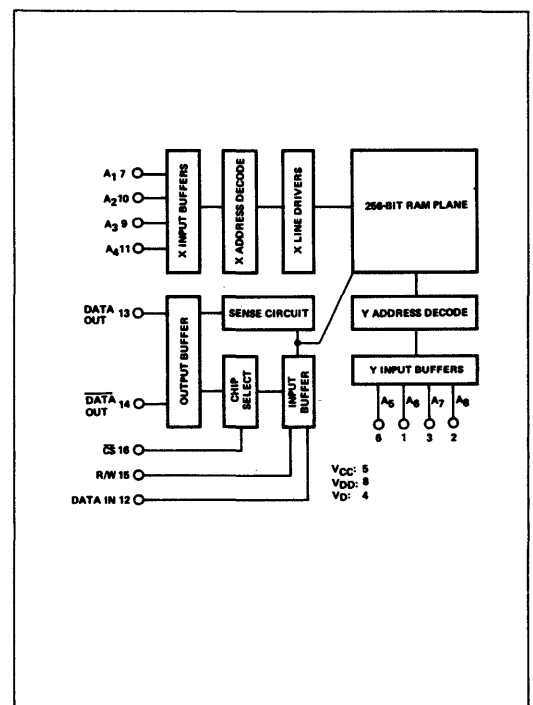 A1 7
A2 10
A3 9
A4 11
X INPUT BUFFERS
X ADDRESS DECODE
X LINE DRIVERS
256-BIT RAM PLANE
DATA
OUT 13
DATA
OUT 14
OUTPUT BUFFER
SENSE CIRCUIT
CHIP
SELECT
INPUT
BUFFER
Y ADDRESS DECODE
Y INPUT BUFFERS
A5 A6 A7 A8
6 1 3 2
CS 16
R/W 15
DATA IN 12
VCC: 5
VDD: 8
VD: 4